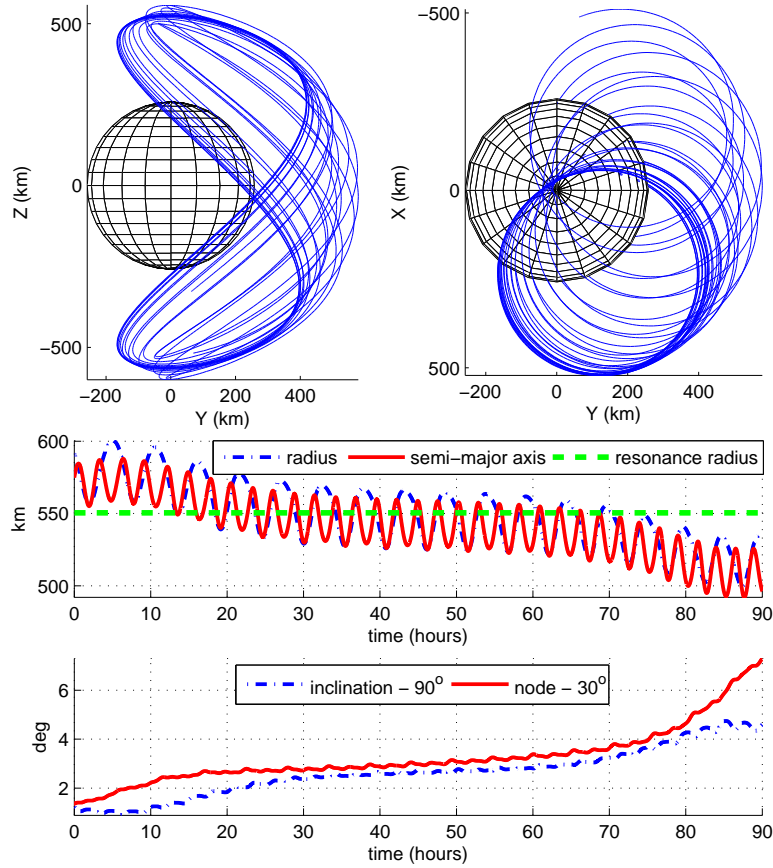 500
0
−500
Z (km)
−200 0 200 400
Y (km)
−500
0
500
X (km)
−200 0 200 400
Y (km)
600
550
500
km
radius semi−major axis resonance radius
0 10 20 30 40 50 60 70 80 90
time (hours)
6
4
2
deg
inclination − 90° node − 30°
0 10 20 30 40 50 60 70 80 90
time (hours)